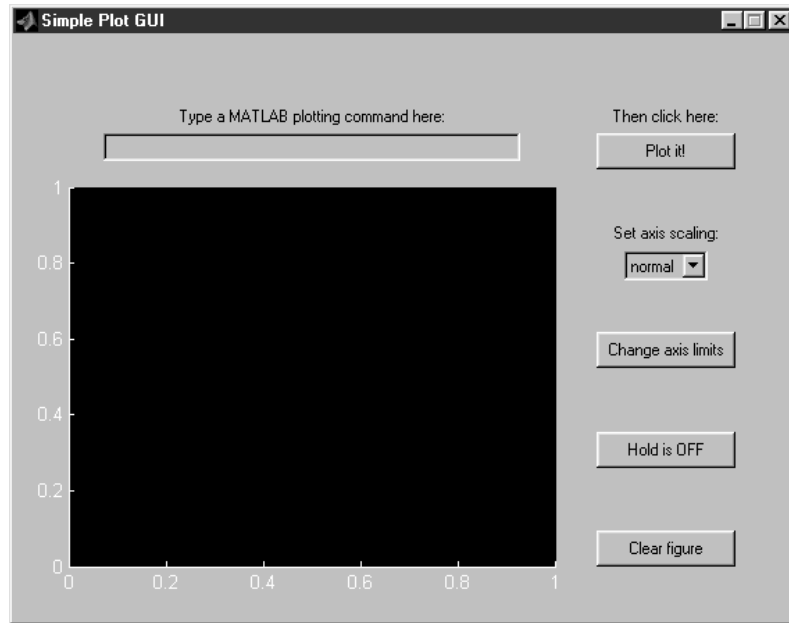 Simple Plot GUI
Type a MATLAB plotting command here:
Then click here:
Plot it!
1
0.8
0.6
0.4
0.2
0
0 0.2 0.4 0.6 0.8 1
Set axis scaling:
normal
Change axis limits
Hold is OFF
Clear figure